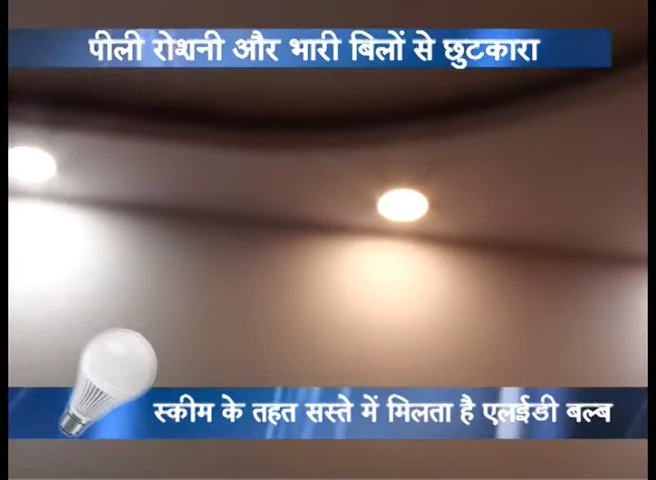 पीली रोशनी और भारी बिलों से छुटकारा
स्कीम के तहत सस्ते में मिलता है एलईडी बल्ब